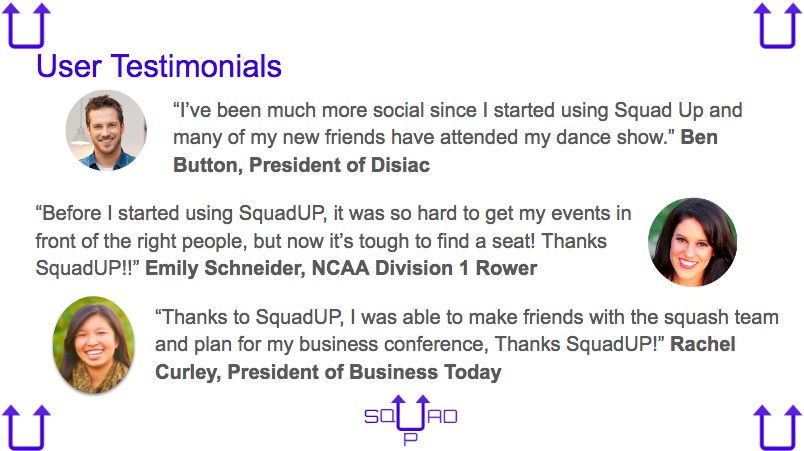 User Testimonials
“I’ve been much more social since I started using Squad Up and
many of my new friends have attended my dance show.” Ben
Button, President of Disiac
“Before I started using SquadUP, it was so hard to get my events in
front of the right people, but now it’s tough to find a seat! Thanks
SquadUP!!” Emily Schneider, NCAA Division 1 Rower
“Thanks to SquadUP, I was able to make friends with the squash team
and plan for my business conference, Thanks SquadUP!” Rachel
Curley, President of Business Today
SQUAD
P